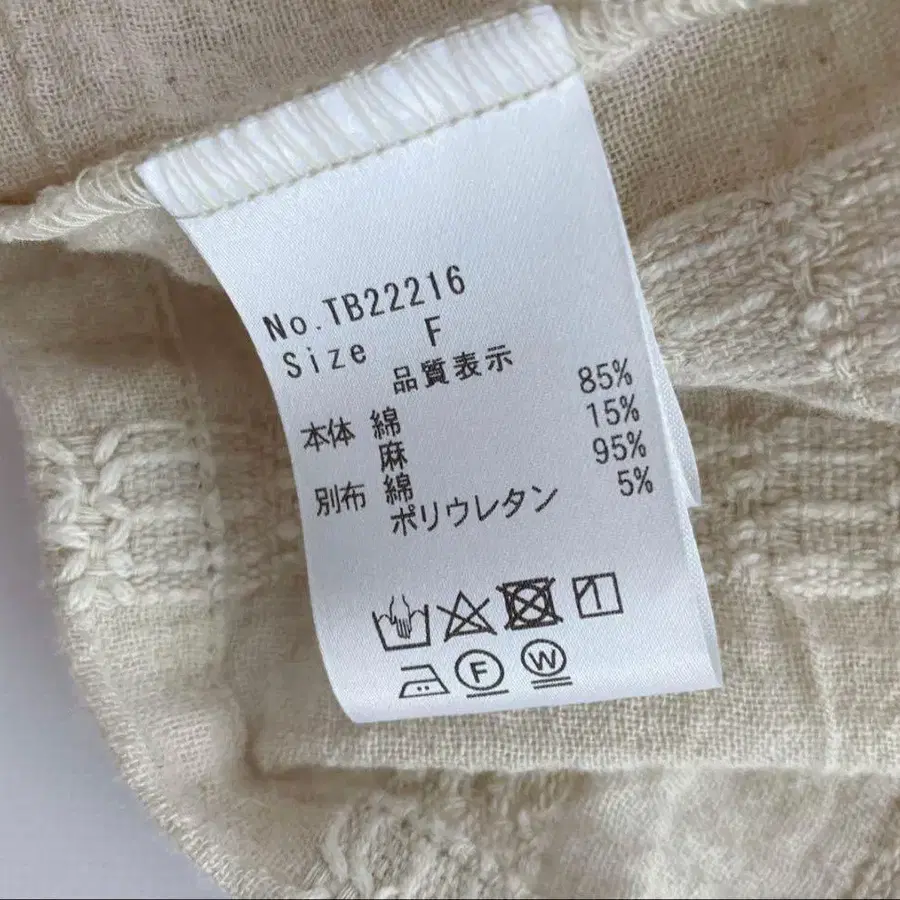 No.TB22216
Size F
品質表示
本体 綿 85%
麻 15%
別布 綿 95%
ポリウレタン 5%
F W